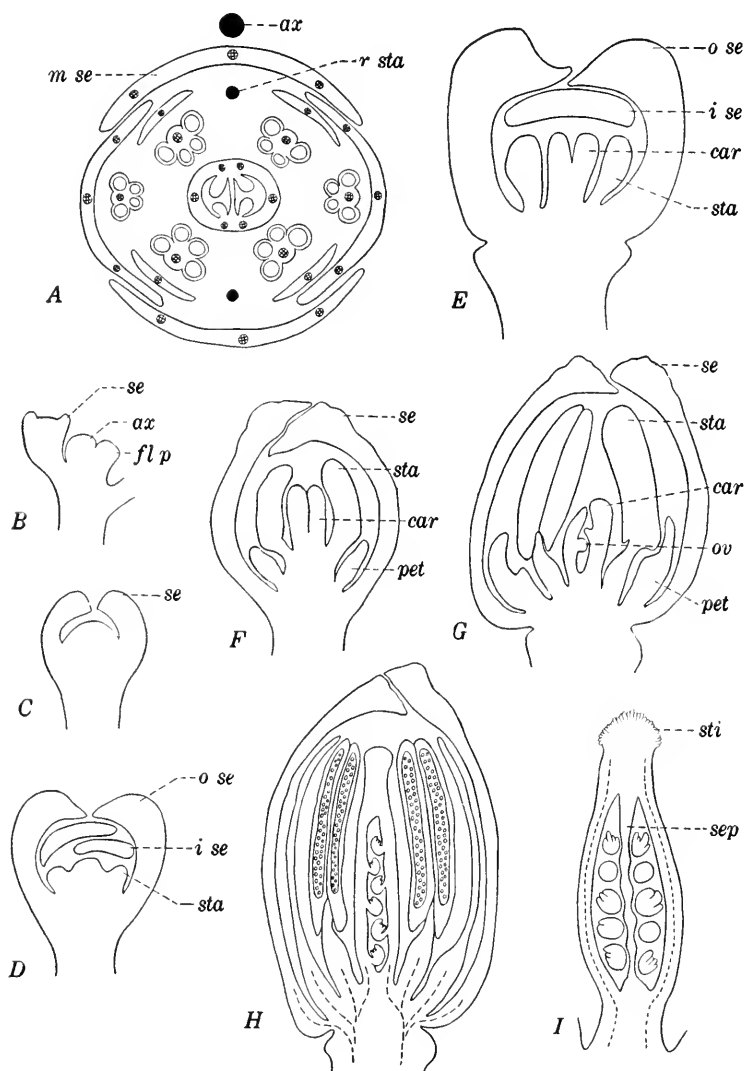 ax
m se
r sta
A
o se
i se
car
sta
E
se
ax
fl p
B
se
C
o se
i se
sta
D
se
sta
car
pet
F
se
sta
car
ov
pet
G
H
sti
sep
I